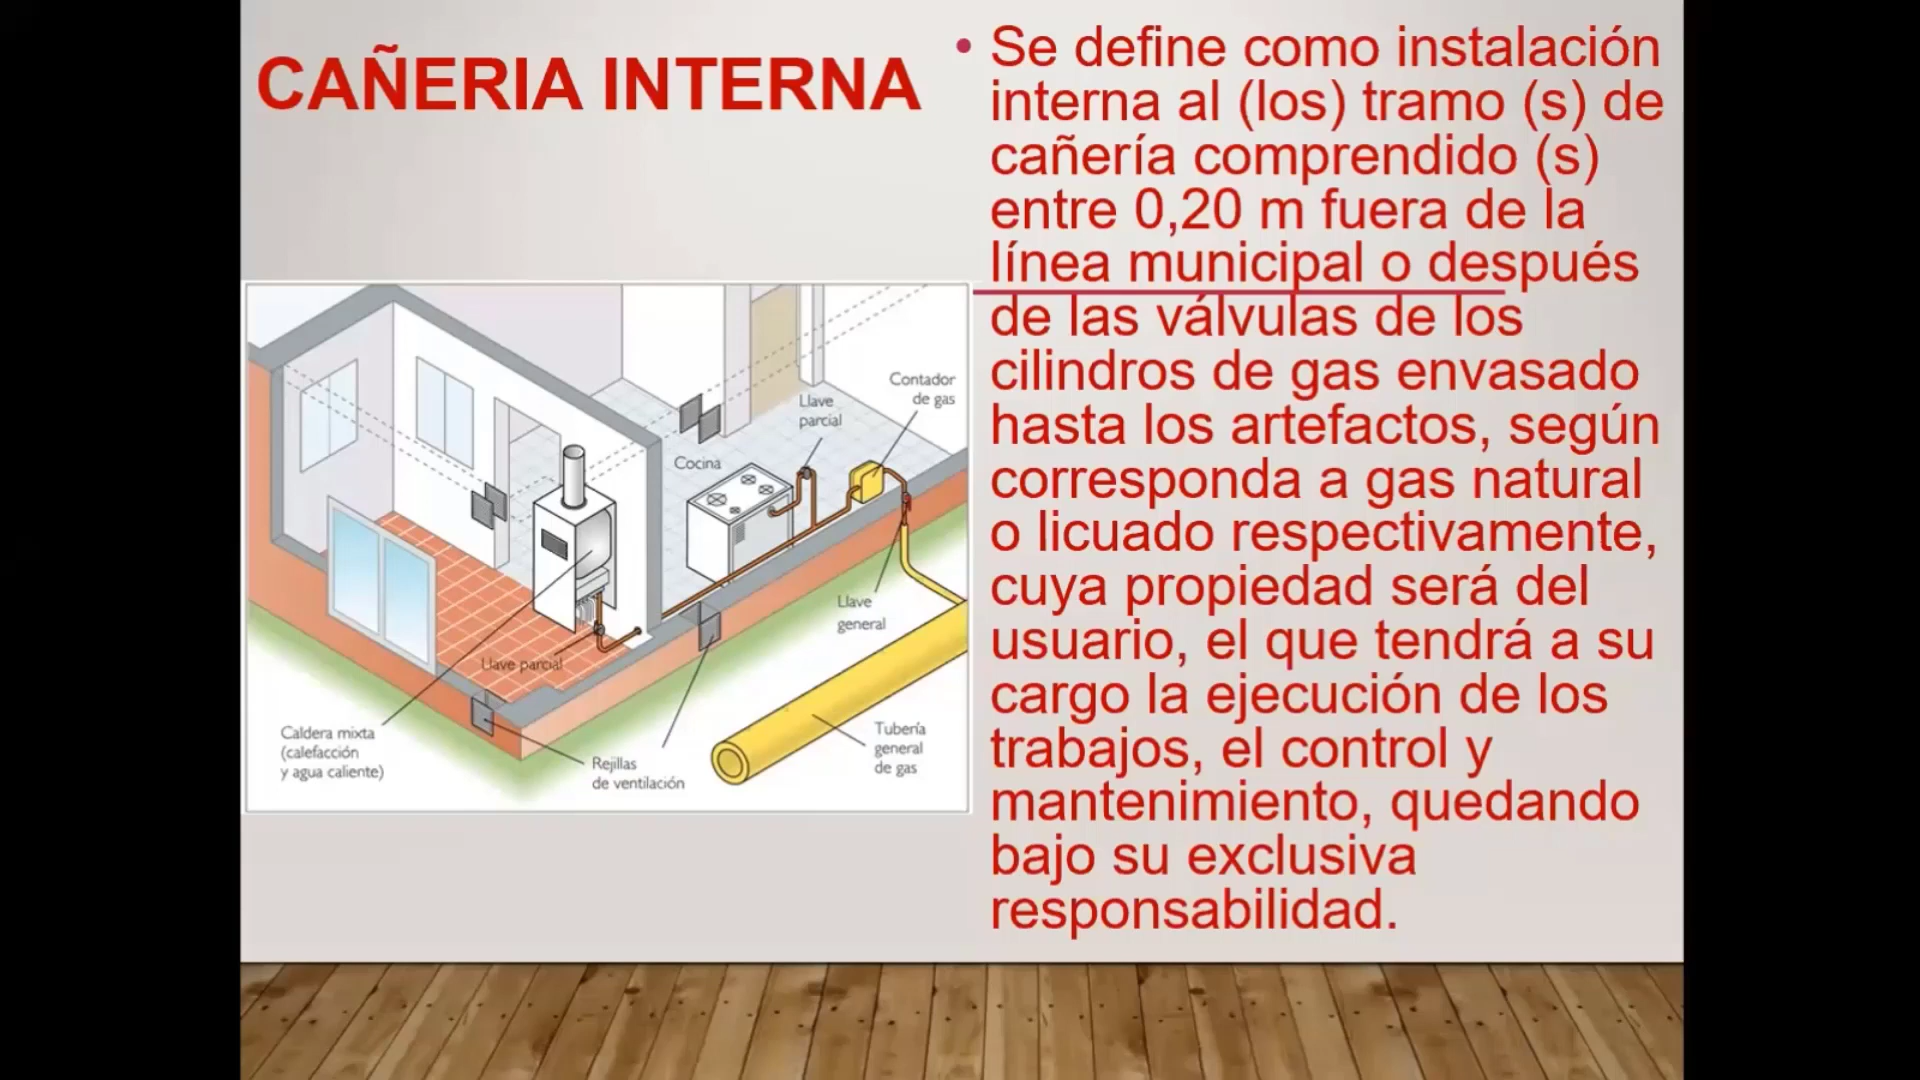 CAÑERIA INTERNA
• Se define como instalación
interna al (los) tramo (s) de
cañería comprendido (s)
entre 0,20 m fuera de la
línea municipal o después
de las válvulas de los
cilindros de gas envasado
hasta los artefactos, según
corresponda a gas natural
o licuado respectivamente,
cuya propiedad será del
usuario, el que tendrá a su
cargo la ejecución de los
trabajos, el control y
mantenimiento, quedando
bajo su exclusiva
responsabilidad.
Contador
de gas
Llave
parcial
Cocina
Llave
general
Llave parcial
Caldera mixta
(calefacción
y agua caliente)
Rejillas
de ventilación
Tubería
general
de gas